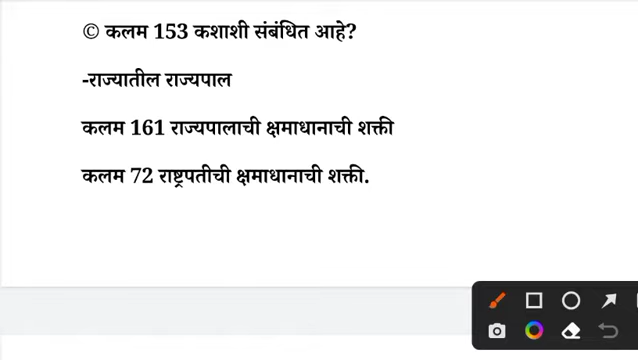 © कलम 153 कशाशी संबंधित आहे?
-राज्यातील राज्यपाल
कलम 161 राज्यपालाची क्षमाधानाची शक्ती
कलम 72 राष्ट्रपतीची क्षमाधानाची शक्ती.